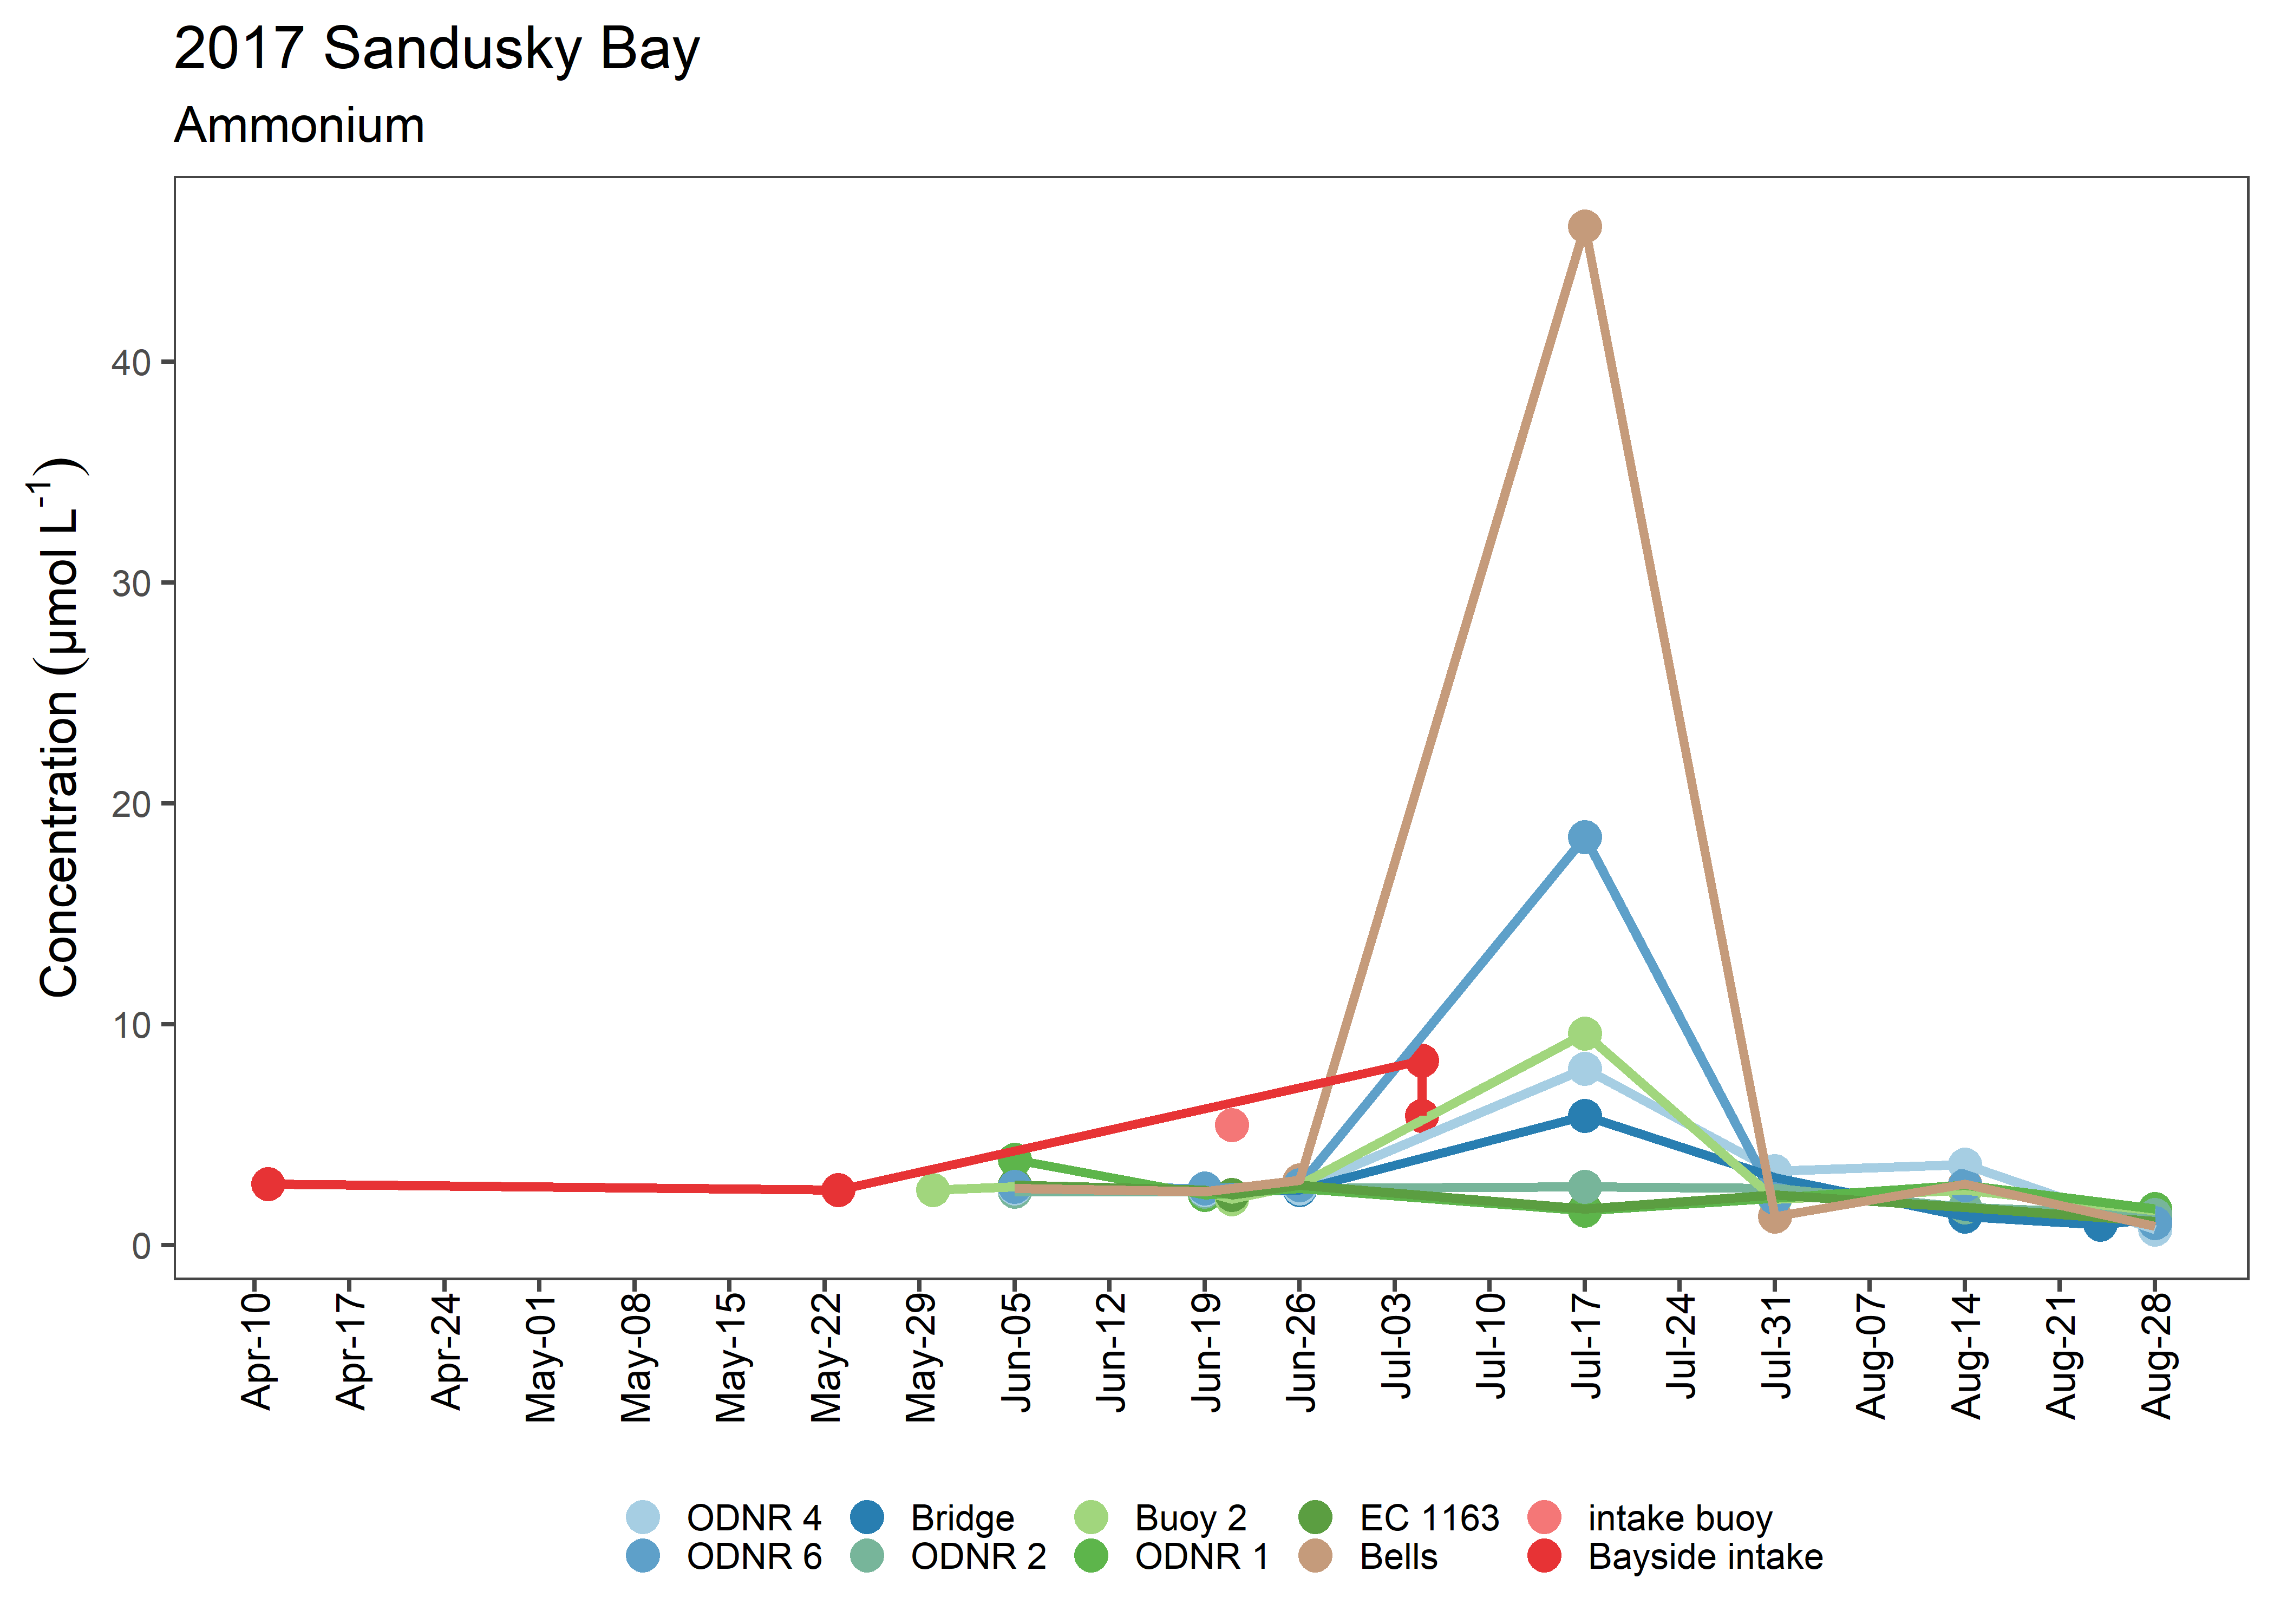 2017 Sandusky Bay
Ammonium
Concentration (µmol L⁻¹)
40
30
20
10
0
Apr-10
Apr-17
Apr-24
May-01
May-08
May-15
May-22
May-29
Jun-05
Jun-12
Jun-19
Jun-26
Jul-03
Jul-10
Jul-17
Jul-24
Jul-31
Aug-07
Aug-14
Aug-21
Aug-28
ODNR 4 Bridge Buoy 2 EC 1163 intake buoy
ODNR 6 ODNR 2 ODNR 1 Bells Bayside intake